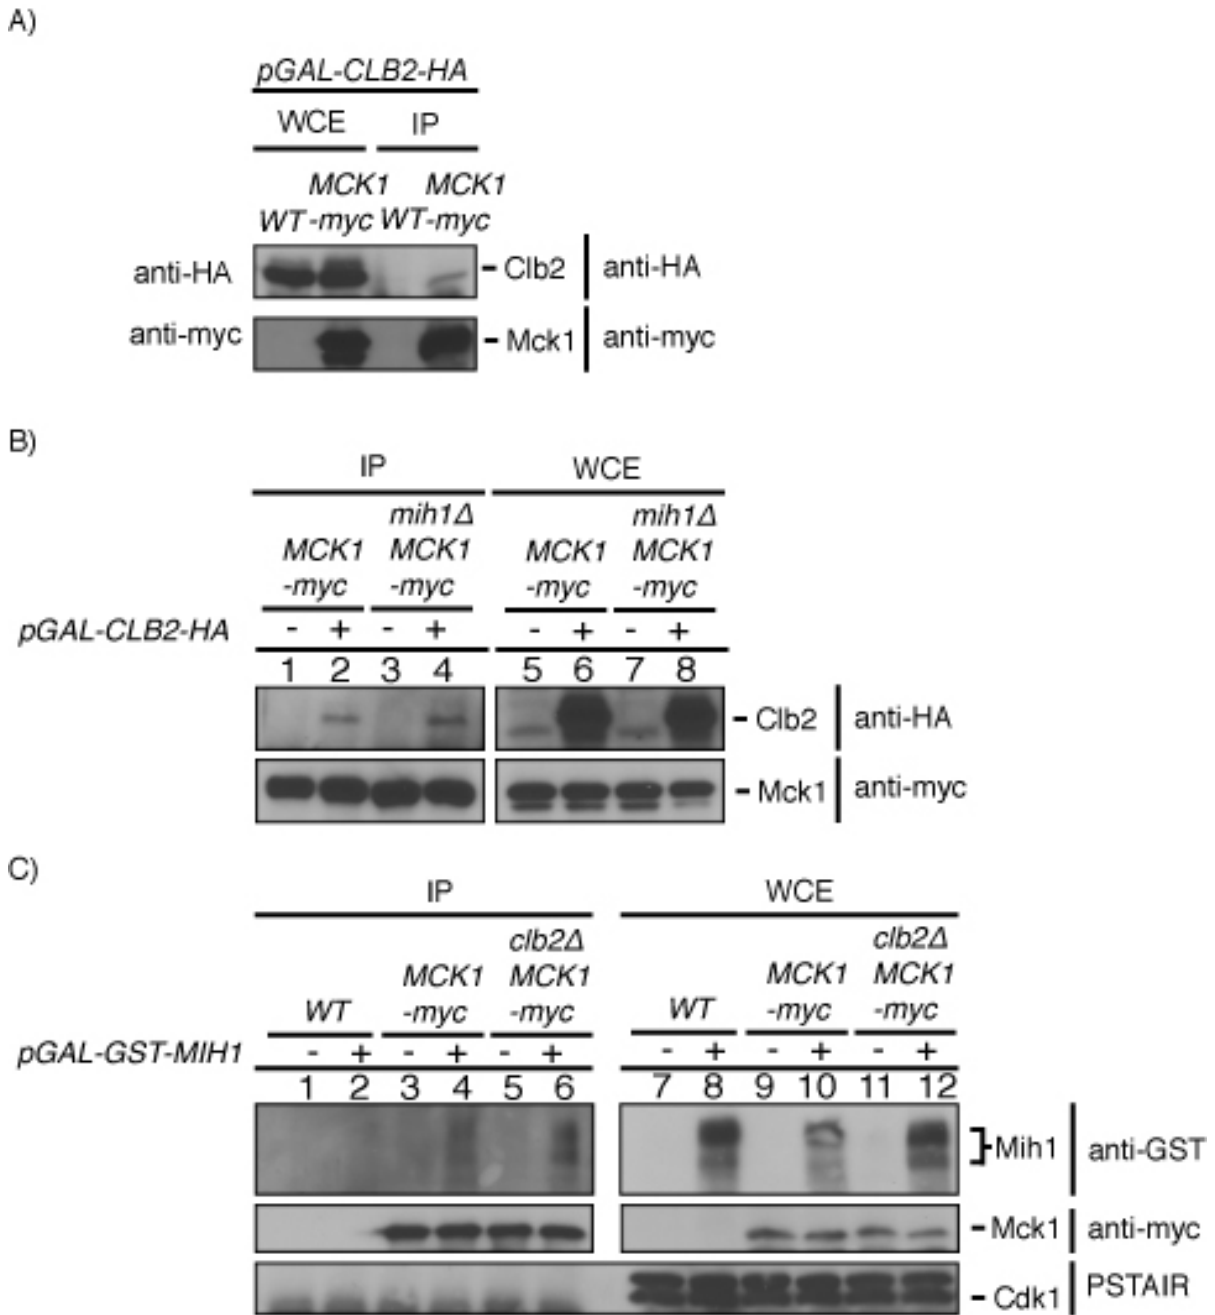 A)
pGAL-CLB2-HA
WCE IP
MCK1 MCK1
WT -myc WT -myc
anti-HA - Clb2 anti-HA
anti-myc - Mck1 anti-myc
B)
IP WCE
mih1Δ mih1Δ
MCK1 MCK1 MCK1 MCK1
-myc -myc -myc -myc
pGAL-CLB2-HA - + - + - + - +
1 2 3 4 5 6 7 8
- Clb2 anti-HA
- Mck1 anti-myc
C)
IP WCE
clb2Δ clb2Δ
MCK1 MCK1 MCK1 MCK1
WT -myc -myc WT -myc -myc
pGAL-GST-MIH1 - + - + - + - + - + - +
1 2 3 4 5 6 7 8 9 10 11 12
Mih1 anti-GST
- Mck1 anti-myc
- Cdk1 PSTAIR